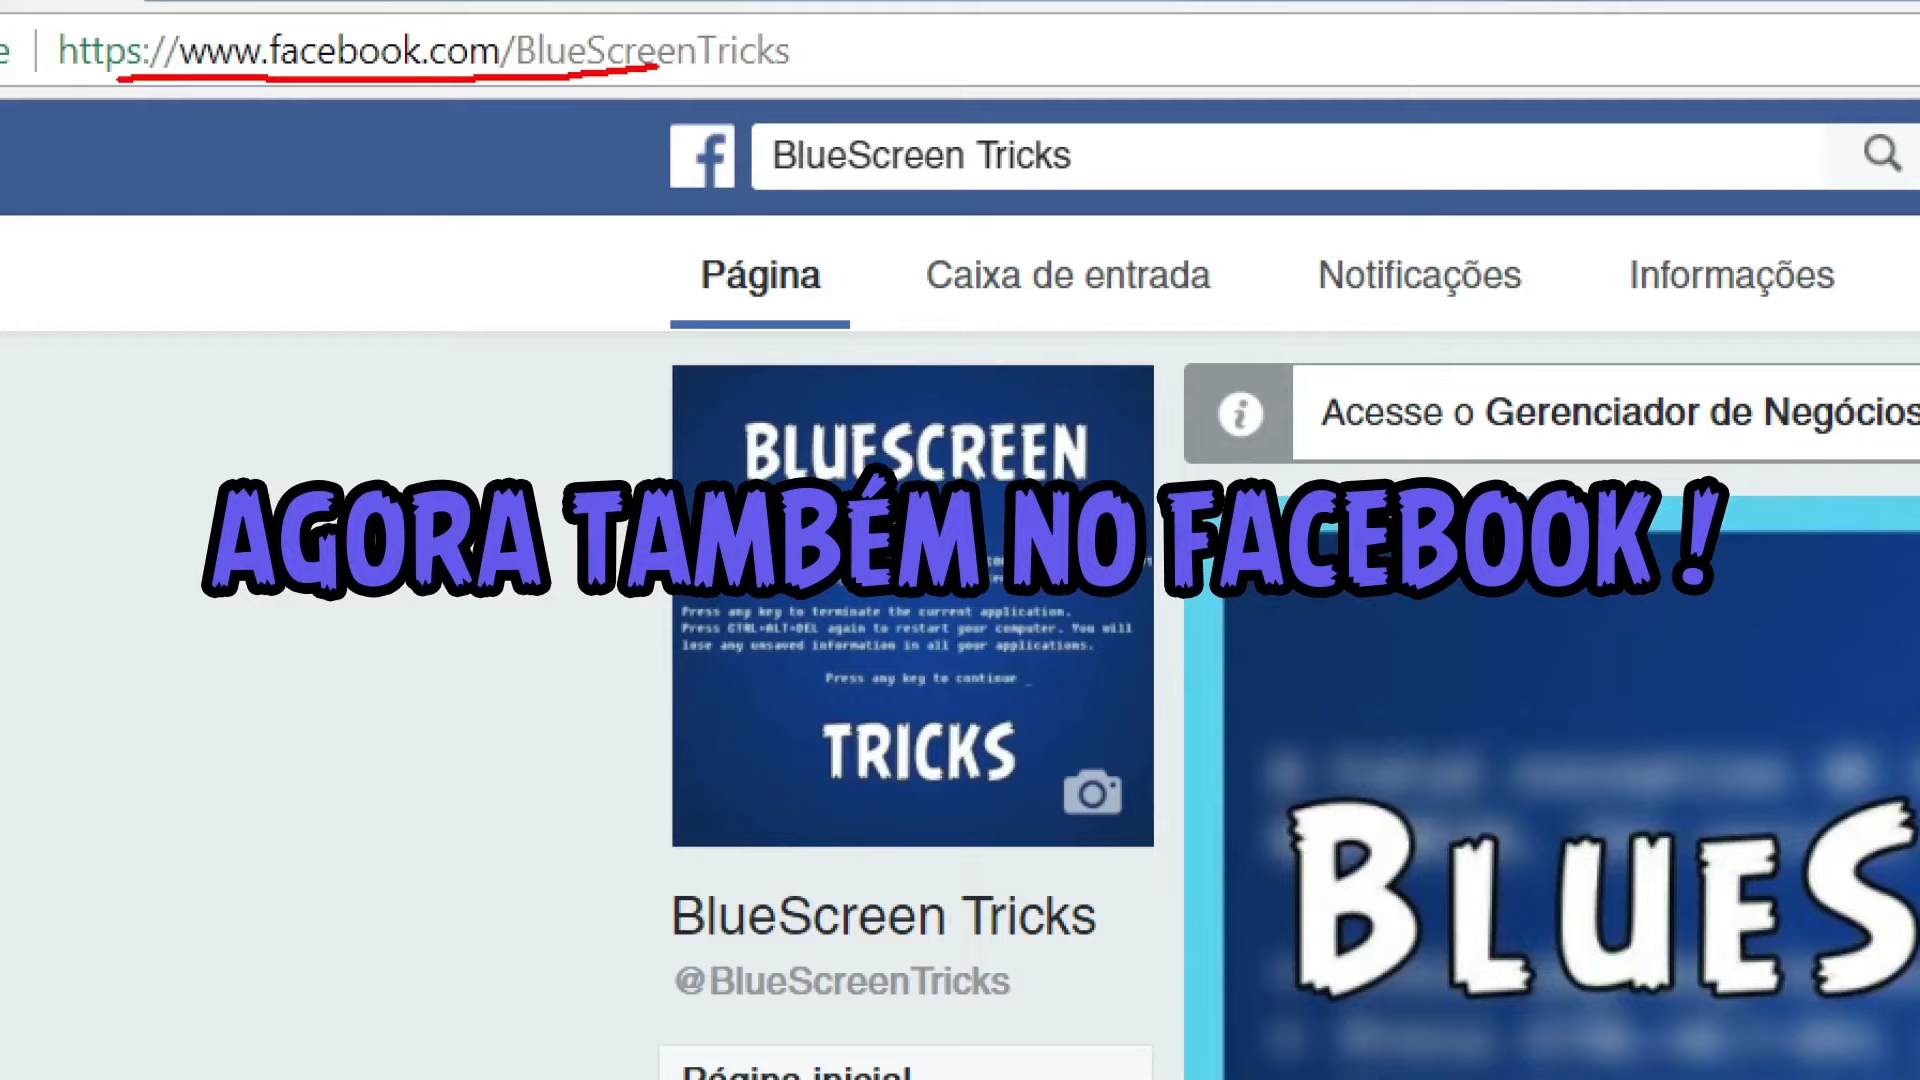 e
https://www.facebook.com/BlueScreenTricks
f
BlueScreen Tricks
Página Caixa de entrada Notificações Informações
Acesse o Gerenciador de Negócios
BLUESCREEN
AGORA TAMBÉM NO FACEBOOK !
Press any key to terminate the current application.
Press CTRL+ALT+DEL again to restart your computer. You will
lose any unsaved information in all your applications.
Press any key to continue _
TRICKS
BLUES
BlueScreen Tricks
@BlueScreenTricks
Página inicial